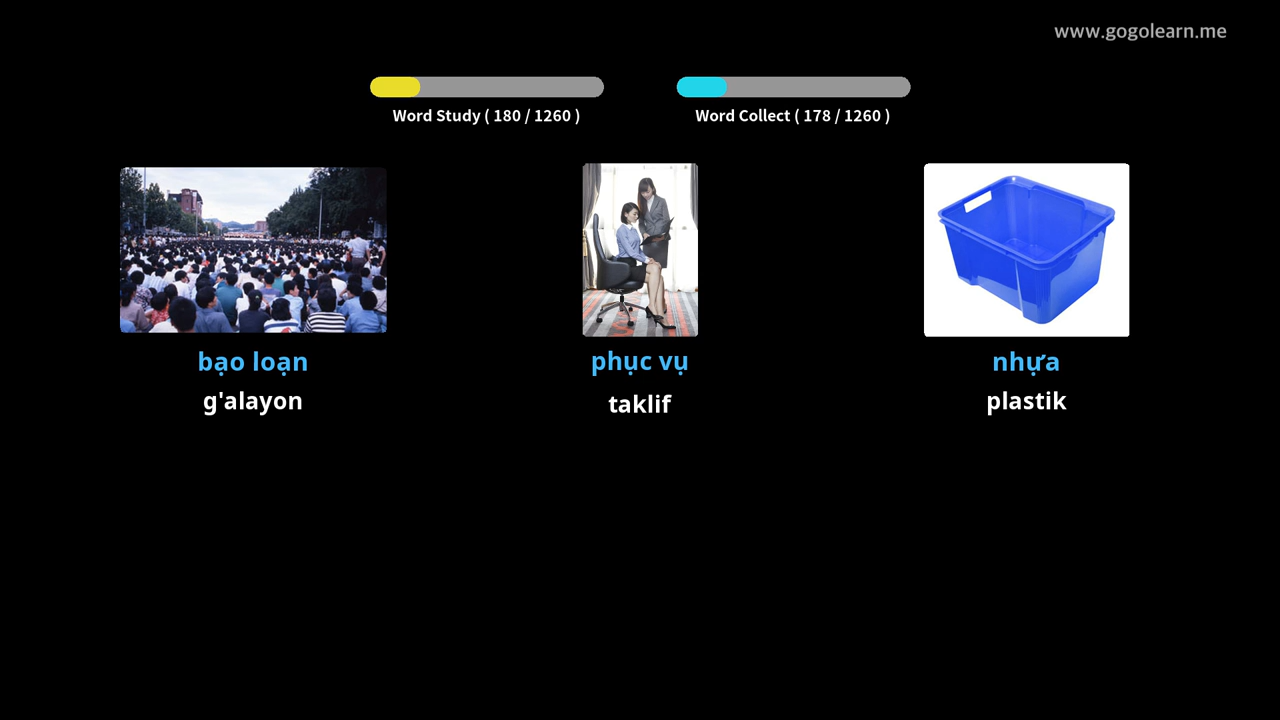 www.gogolearn.me
Word Study ( 180 / 1260 )
Word Collect ( 178 / 1260 )
bạo loạn
g'alayon
phục vụ
taklif
nhựa
plastik